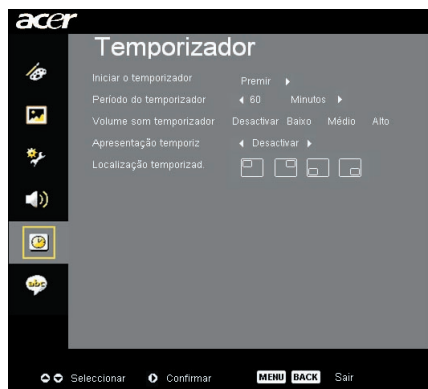 acer
Temporizador
Iniciar o temporizador Premir
Período do temporizador 60 Minutos
Volume som temporizador Desactivar Baixo Médio Alto
Apresentação temporiz Desactivar
Localização temporizad.
abc
Seleccionar Confirmar MENU BACK Sair